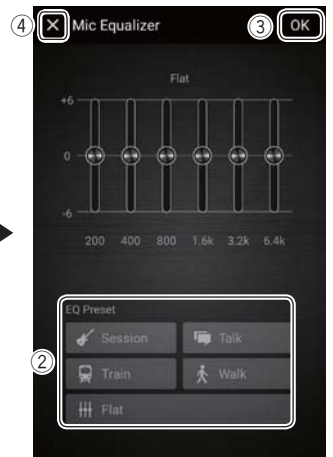 ④ × Mic Equalizer ③ OK
Flat
+6
0
-6
200 400 800 1.6k 3.2k 6.4k
EQ Preset
②
Session Talk
Train Walk
Flat